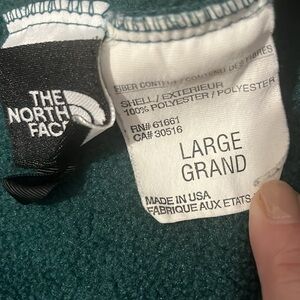 THE
NORTH
FACE
FIBER CONTENT / CONTENU DES FIBRES
SHELL / EXTERIEUR
100% POLYESTER / POLYESTER
RN# 61661
CA# 30516
LARGE
GRAND
MADE IN USA
FABRIQUE AUX ETATS